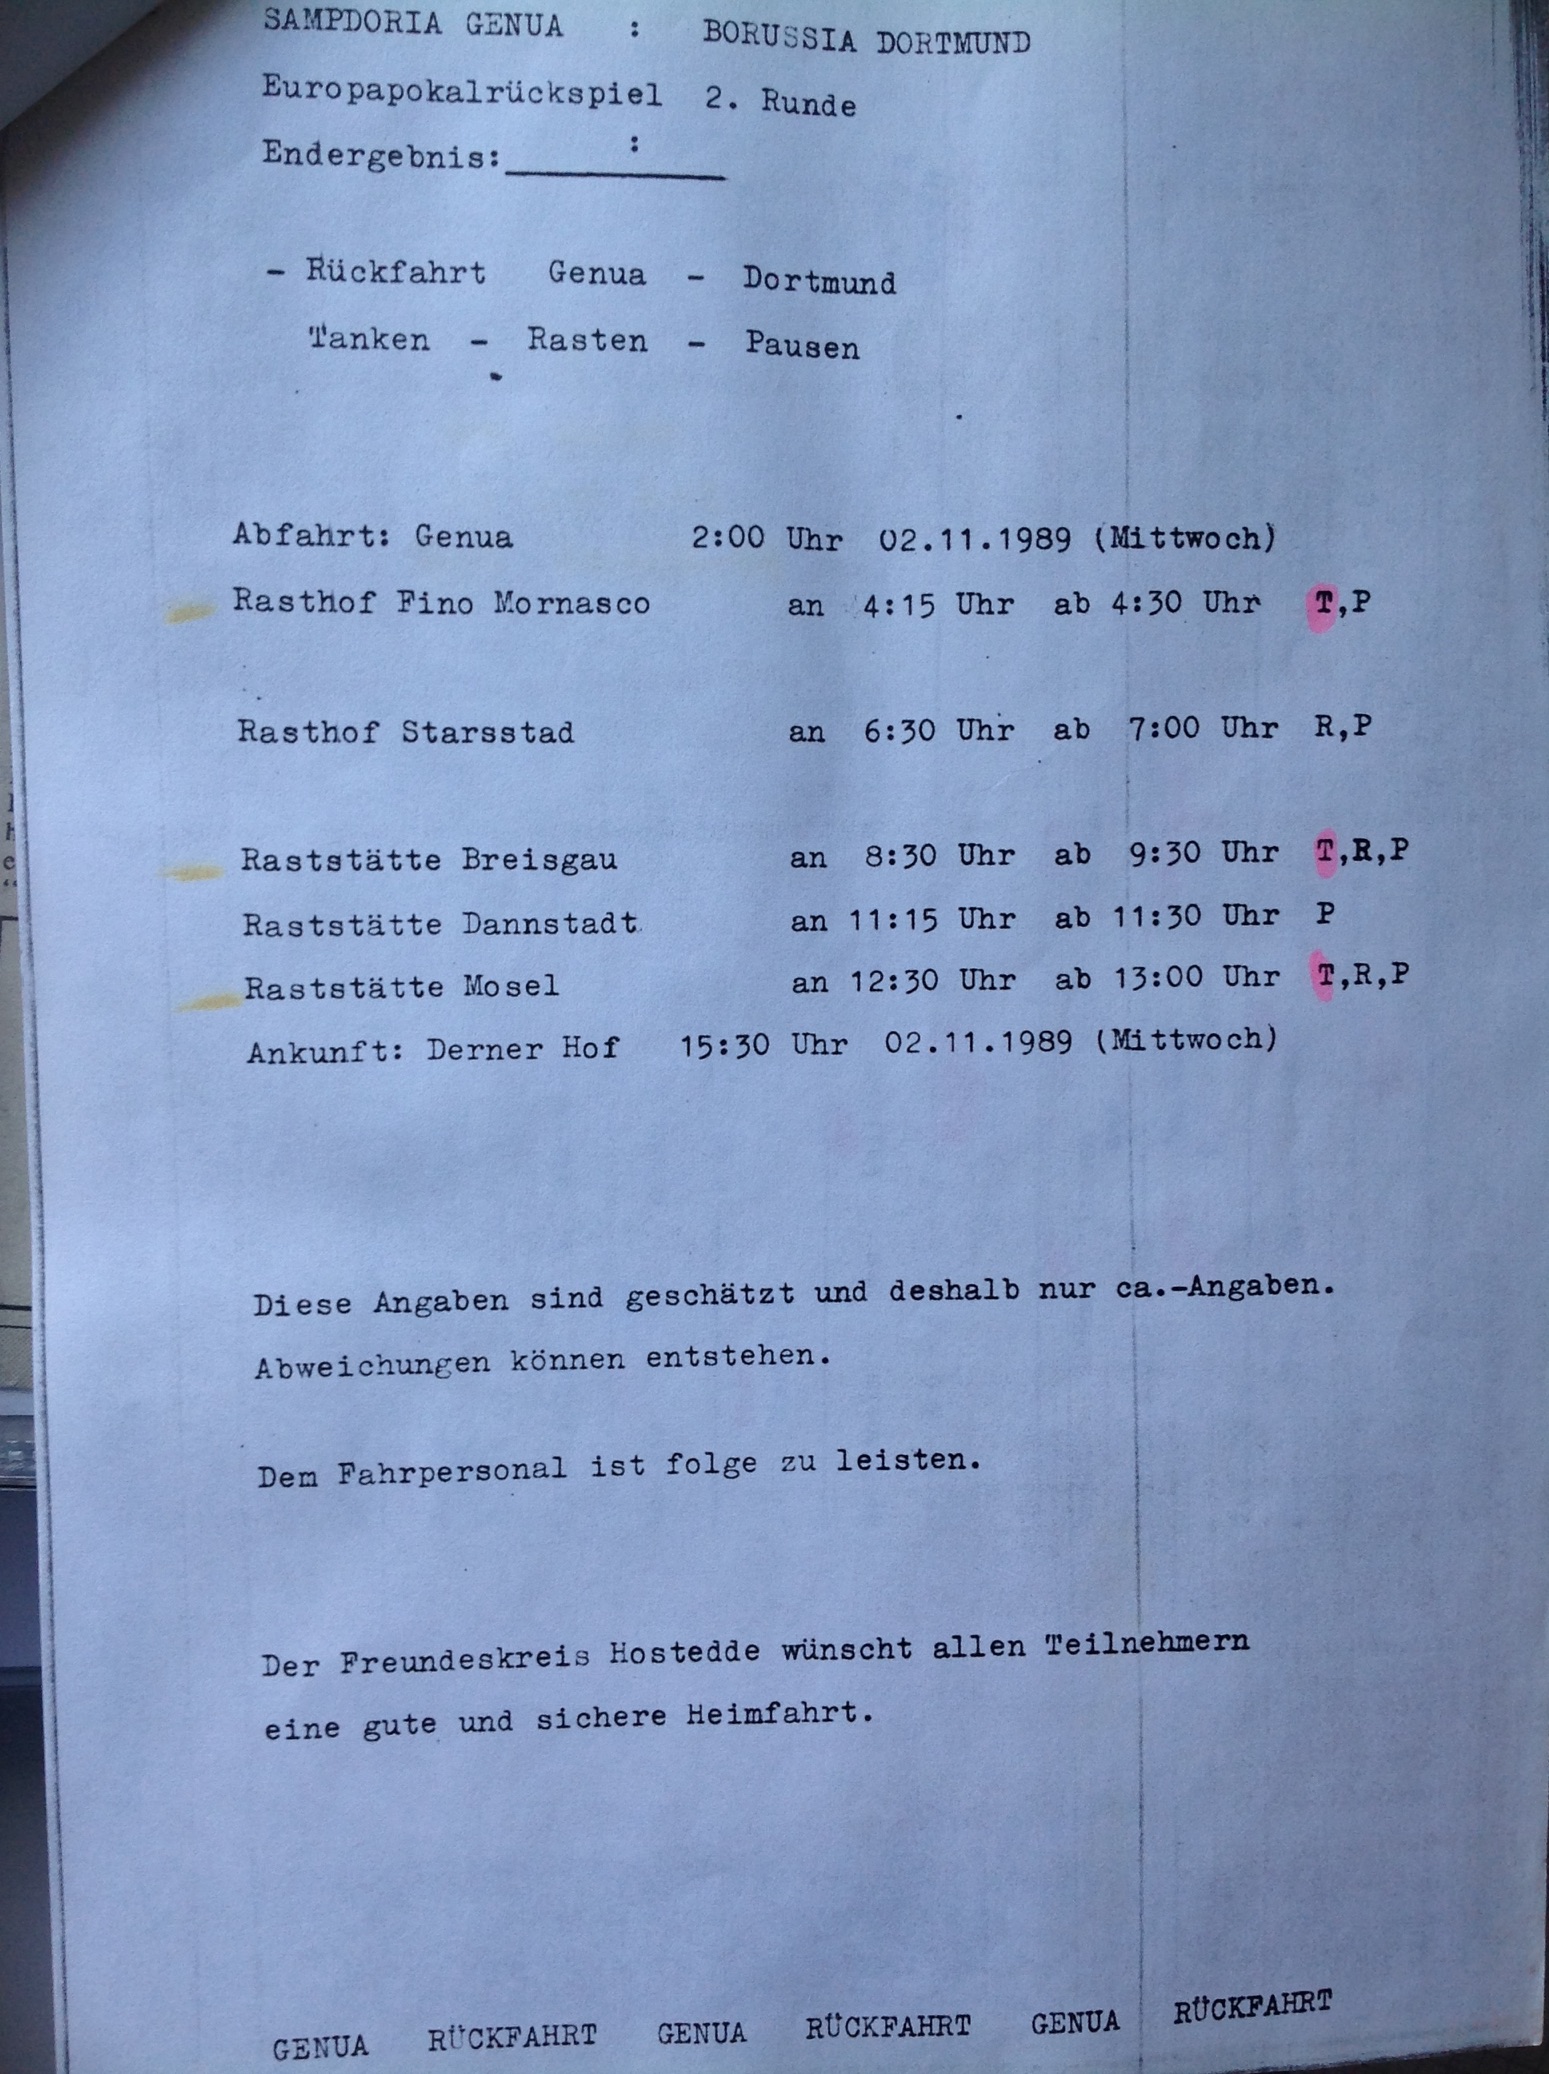 SAMPDORIA GENUA : BORUSSIA DORTMUND
Europapokalrückspiel 2. Runde
Endergebnis: :
- Rückfahrt Genua - Dortmund
Tanken - Rasten - Pausen
Abfahrt: Genua 2:00 Uhr 02.11.1989 (Mittwoch)
Rasthof Fino Mornasco an 4:15 Uhr ab 4:30 Uhr T,P
Rasthof Starsstad an 6:30 Uhr ab 7:00 Uhr R,P
Raststätte Breisgau an 8:30 Uhr ab 9:30 Uhr T,R,P
Raststätte Dannstadt an 11:15 Uhr ab 11:30 Uhr P
Raststätte Mosel an 12:30 Uhr ab 13:00 Uhr T,R,P
Ankunft: Derner Hof 15:30 Uhr 02.11.1989 (Mittwoch)
Diese Angaben sind geschätzt und deshalb nur ca.-Angaben.
Abweichungen können entstehen.
Dem Fahrpersonal ist folge zu leisten.
Der Freundeskreis Hostedde wünscht allen Teilnehmern
eine gute und sichere Heimfahrt.
GENUA RÜCKFAHRT GENUA RÜCKFAHRT GENUA RÜCKFAHRT